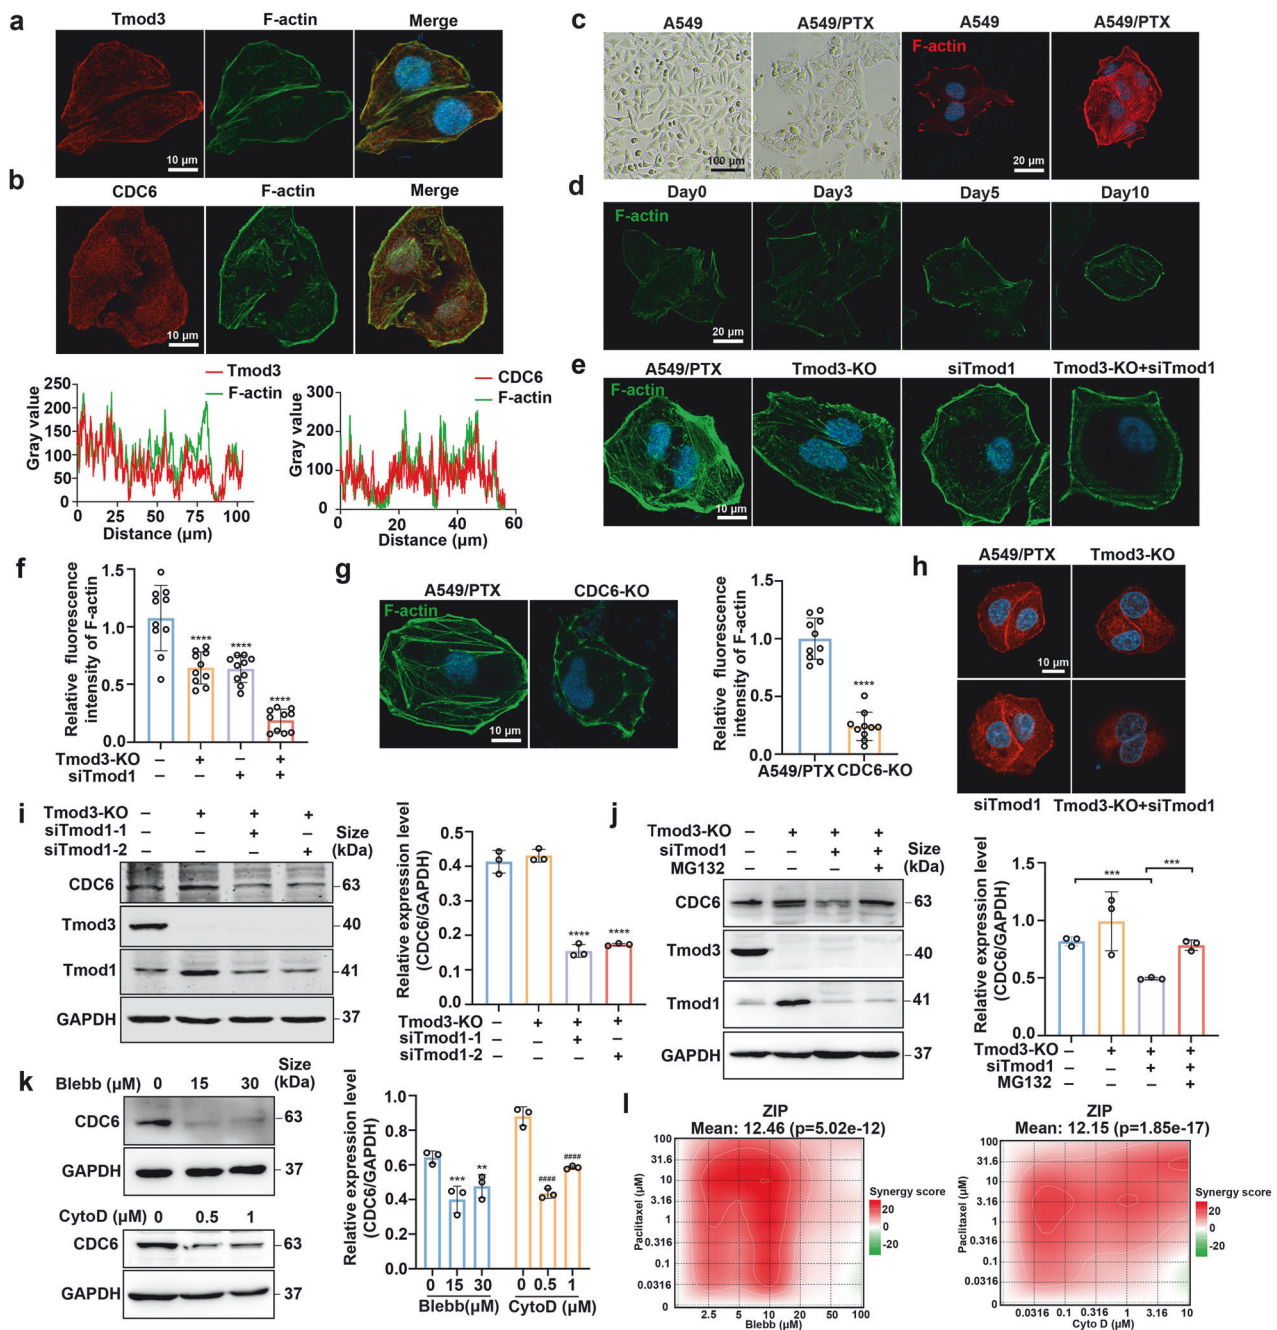 a
Tmod3 F-actin Merge
10 µm
b
CDC6 F-actin Merge
10 µm
Tmod3
F-actin
Gray value
250
200
150
100
50
0
0 25 50 75 100
Distance (µm)
CDC6
F-actin
Gray value
300
200
100
0
0 20 40 60
Distance (µm)
c
A549 A549/PTX A549 A549/PTX
F-actin
100 µm
20 µm
d
Day0 Day3 Day5 Day10
F-actin
20 µm
e
A549/PTX Tmod3-KO siTmod1 Tmod3-KO+siTmod1
F-actin
10 µm
f
Relative fluorescence
intensity of F-actin
1.5
1.0
0.5
0.0
**** **** ****
Tmod3-KO – + – +
siTmod1 – – + +
g
A549/PTX CDC6-KO
F-actin
10 µm
Relative fluorescence
intensity of F-actin
1.5
1.0
0.5
0.0
****
A549/PTX CDC6-KO
h
A549/PTX Tmod3-KO
10 µm
siTmod1 Tmod3-KO+siTmod1
i
Tmod3-KO – + + +
siTmod1-1 – – + –
siTmod1-2 – – – +
Size
(kDa)
CDC6 63
Tmod3 40
Tmod1 41
GAPDH 37
Relative expression level
(CDC6/GAPDH)
0.5
0.4
0.3
0.2
0.1
0.0
**** ****
Tmod3-KO – + + +
siTmod1-1 – – + –
siTmod1-2 – – – +
j
Tmod3-KO – + + +
siTmod1 – – + +
MG132 – – – +
Size
(kDa)
CDC6 63
Tmod3 40
Tmod1 41
GAPDH 37
Relative expression level
(CDC6/GAPDH)
1.5
1.0
0.5
0.0
*** ***
Tmod3-KO – + + +
siTmod1 – – + +
MG132 – – – +
k
Blebb (µM) 0 15 30
Size
(kDa)
CDC6 63
GAPDH 37
CytoD (µM) 0 0.5 1
CDC6 63
GAPDH 37
Relative expression level
(CDC6/GAPDH)
1.0
0.8
0.6
0.4
0.2
0.0
*** ** #### ####
0 15 30 0 0.5 1
Blebb(µM) CytoD (µM)
l
ZIP
Mean: 12.46 (p=5.02e-12)
Paclitaxel (µM)
100
31.6
10
3.16
1
0.316
0.1
0.0316
0
2.5 5 10 20 50 100
Blebb (µM)
Synergy score
20
0
-20
ZIP
Mean: 12.15 (p=1.85e-17)
Paclitaxel (µM)
100
31.6
10
3.16
1
0.316
0.1
0.0316
0
0.0316 0.1 0.316 1 3.16 10
Cyto D (µM)
Synergy score
20
0
-20